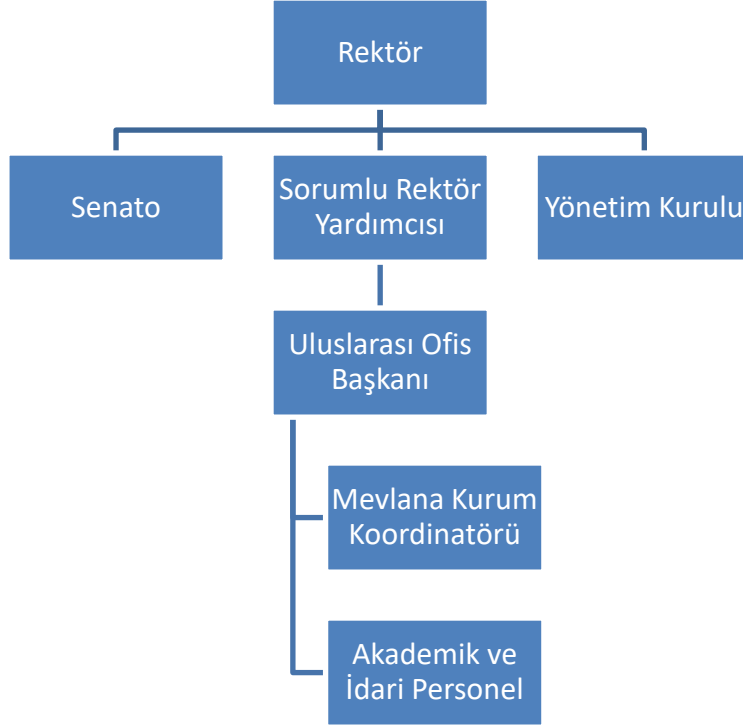 Rektör
Senato
Sorumlu Rektör
Yardımcısı
Yönetim Kurulu
Uluslarası Ofis
Başkanı
Mevlana Kurum
Koordinatörü
Akademik ve
İdari Personel